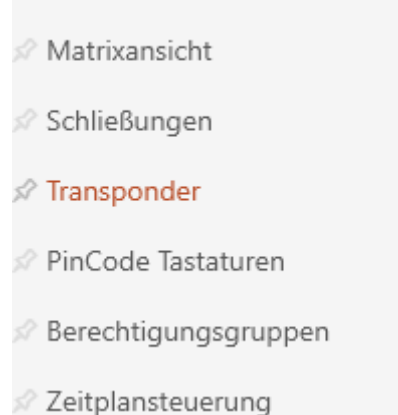 Matrixansicht
Schließungen
Transponder
PinCode Tastaturen
Berechtigungsgruppen
Zeitplansteuerung